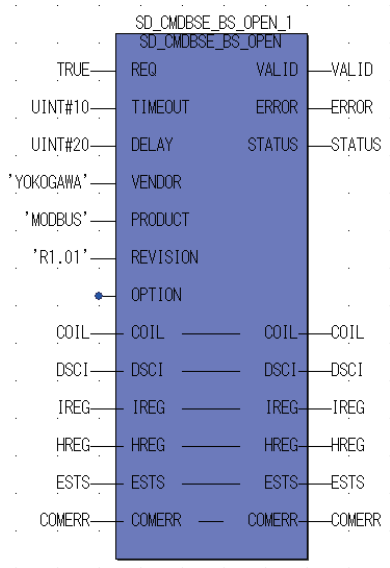 SD_CMDBSE_BS_OPEN_1
SD_CMDBSE_BS_OPEN
TRUE REQ VALID VALID
UINT#10 TIMEOUT ERROR ERROR
UINT#20 DELAY STATUS STATUS
'YOKOGAWA' VENDOR
'MODBUS' PRODUCT
'R1.01' REVISION
OPTION
COIL COIL COIL COIL
DSCI DSCI DSCI DSCI
IREG IREG IREG IREG
HREG HREG HREG HREG
ESTS ESTS ESTS ESTS
COMERR COMERR COMERR COMERR